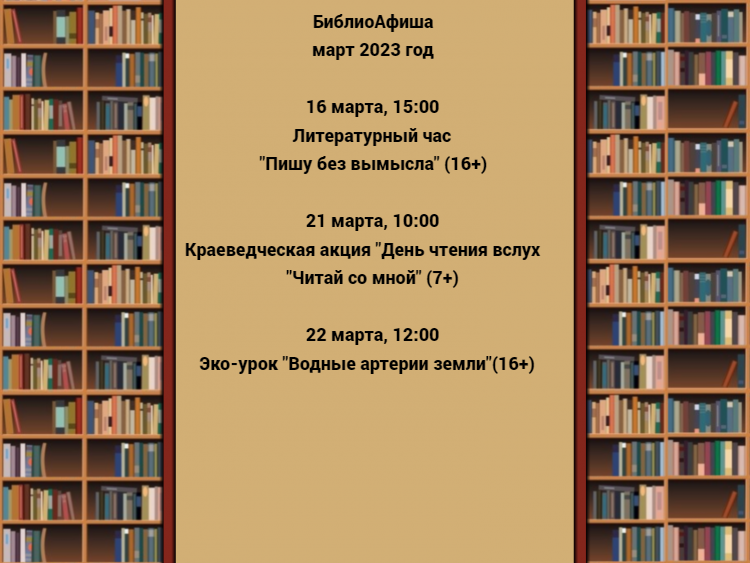 БиблиоАфиша
март 2023 год
16 марта, 15:00
Литературный час
"Пишу без вымысла" (16+)
21 марта, 10:00
Краеведческая акция "День чтения вслух
"Читай со мной" (7+)
22 марта, 12:00
Эко-урок "Водные артерии земли"(16+)